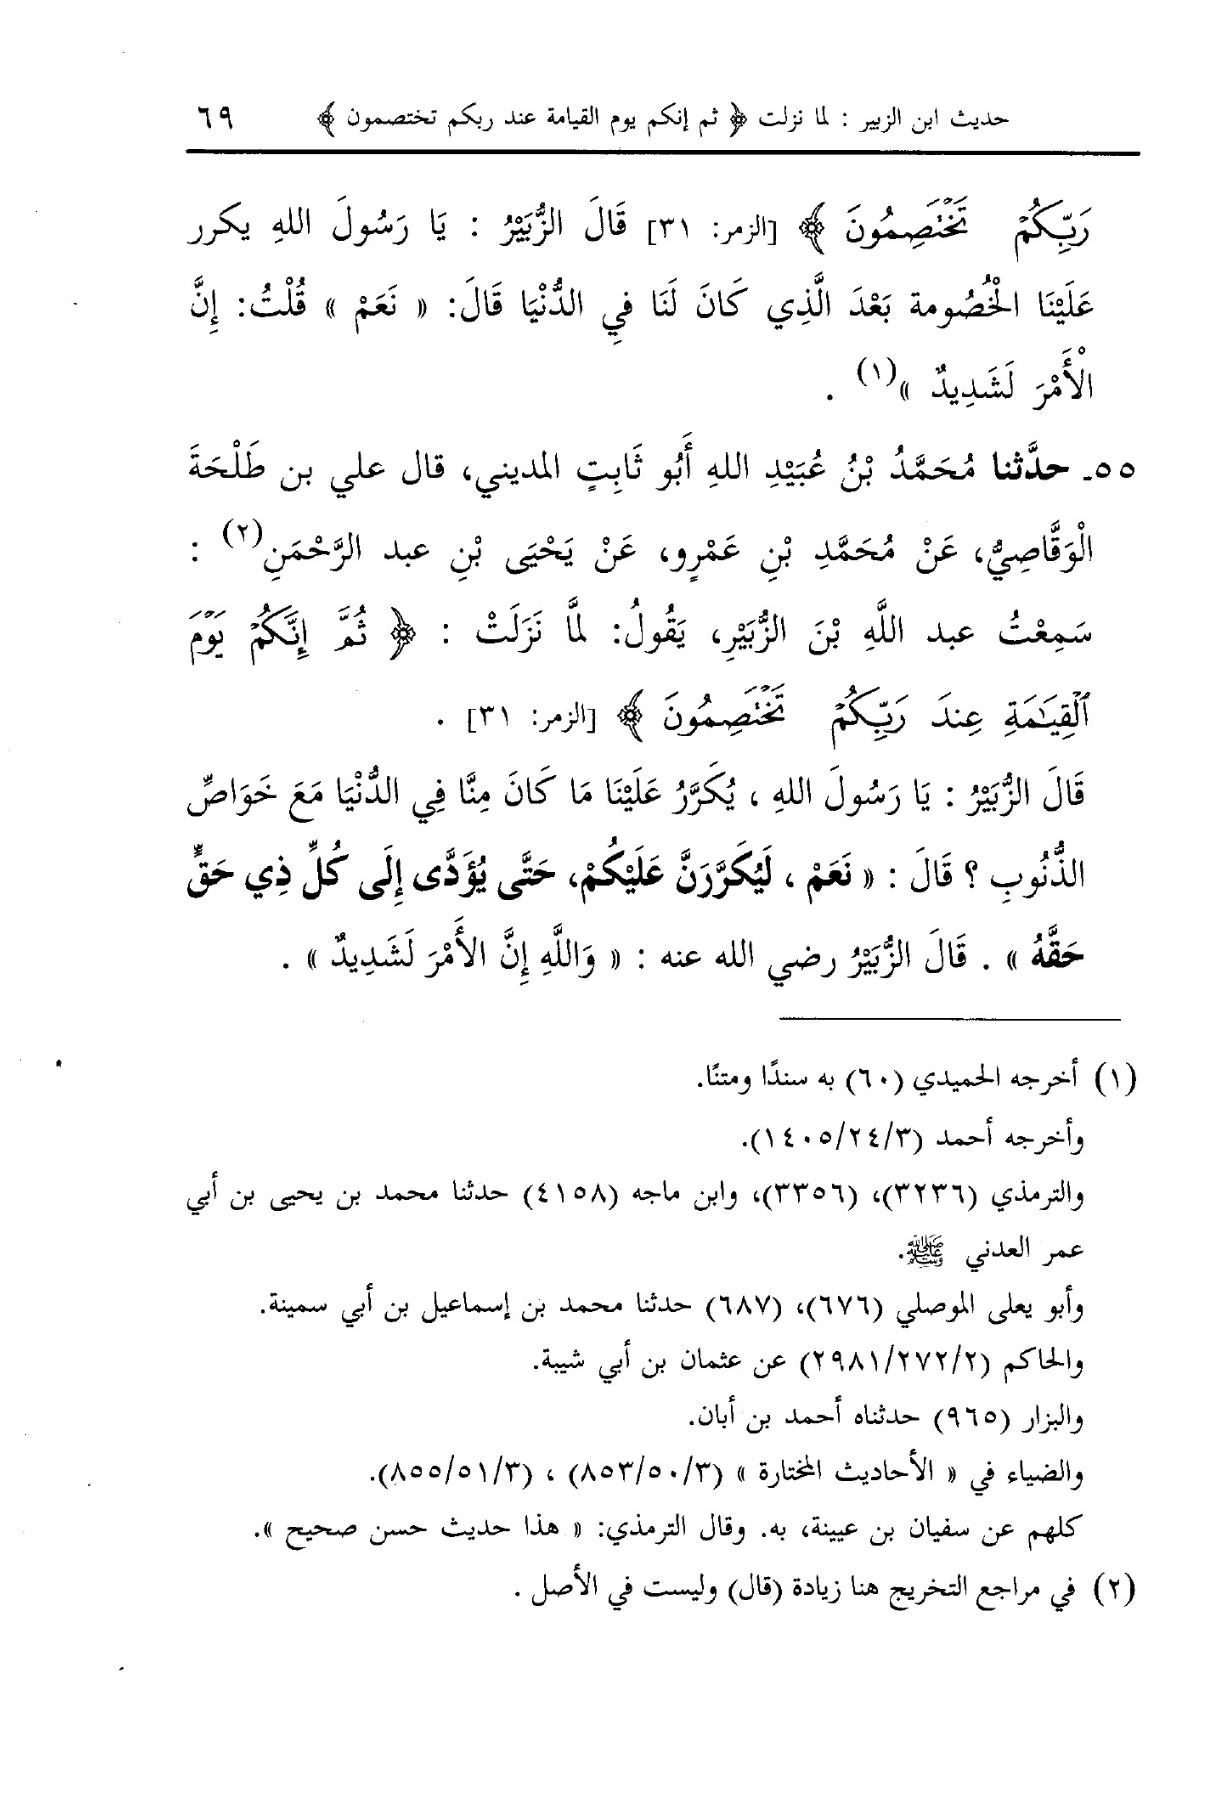 حديث ابن الزبير : لما نزلت ﴿ ثم إنكم يوم القيامة عند ربكم تختصمون ﴾ ٦٩
رَبِّكُمْ تَخْتَصِمُونَ ﴾ [الزمر: ٣١] قَالَ الزُّبَيْرُ : يَا رَسُولَ اللهِ يكرر
عَلَيْنَا الْخُصُومة بَعْدَ الَّذِي كَانَ لَنَا فِي الدُّنْيَا قَالَ: « نَعَمْ » قُلْتُ: إِنَّ
الْأَمْرَ لَشَدِيدٌ »(١) .
٥٥ـ حدَّثنا مُحَمَّدُ بْنُ عُبَيْدِ اللهِ أَبُو ثَابِتٍ المديني، قال علي بن طَلْحَةَ
الْوَقَّاصِيُّ، عَنْ مُحَمَّدِ بْنِ عَمْرٍو، عَنْ يَحْيَى بْنِ عبد الرَّحْمَنِ(٢) :
سَمِعْتُ عبد اللَّهِ بْنَ الزُّبَيْرِ، يَقُولُ: لَمَّا نَزَلَتْ : ﴿ ثُمَّ إِنَّكُمْ يَوْمَ
ٱلْقِيَـٰمَةِ عِندَ رَبِّكُمْ تَخْتَصِمُونَ ﴾ [الزمر: ٣١] .
قَالَ الزُّبَيْرُ : يَا رَسُولَ اللهِ ، يُكَرَّرُ عَلَيْنَا مَا كَانَ مِنَّا فِي الدُّنْيَا مَعَ خَوَاصِّ
الذُّنُوبِ ؟ قَالَ : « نَعَمْ ، لَيُكَرَّرَنَّ عَلَيْكُمْ، حَتَّى يُؤَدَّى إِلَى كُلِّ ذِي حَقٍّ
حَقَّهُ » . قَالَ الزُّبَيْرُ رضي الله عنه : « وَاللَّهِ إِنَّ الأَمْرَ لَشَدِيدٌ » .
(١) أخرجه الحميدي (٦٠) به سندًا ومتنًا.
وأخرجه أحمد (١٤٠٥/٢٤/٣).
والترمذي (٣٢٣٦)، (٣٣٥٦)، وابن ماجه (٤١٥٨) حدثنا محمد بن يحيى بن أبي
عمر العدني ﷺ.
وأبو يعلى الموصلي (٦٧٦)، (٦٨٧) حدثنا محمد بن إسماعيل بن أبي سمينة.
والحاكم (٢٩٨١/٢٧٢/٢) عن عثمان بن أبي شيبة.
والبزار (٩٦٥) حدثناه أحمد بن أبان.
والضياء في « الأحاديث المختارة » (٨٥٣/٥٠/٣) ، (٨٥٥/٥١/٣).
كلهم عن سفيان بن عيينة، به. وقال الترمذي: « هذا حديث حسن صحيح ».
(٢) في مراجع التخريج هنا زيادة (قال) وليست في الأصل .